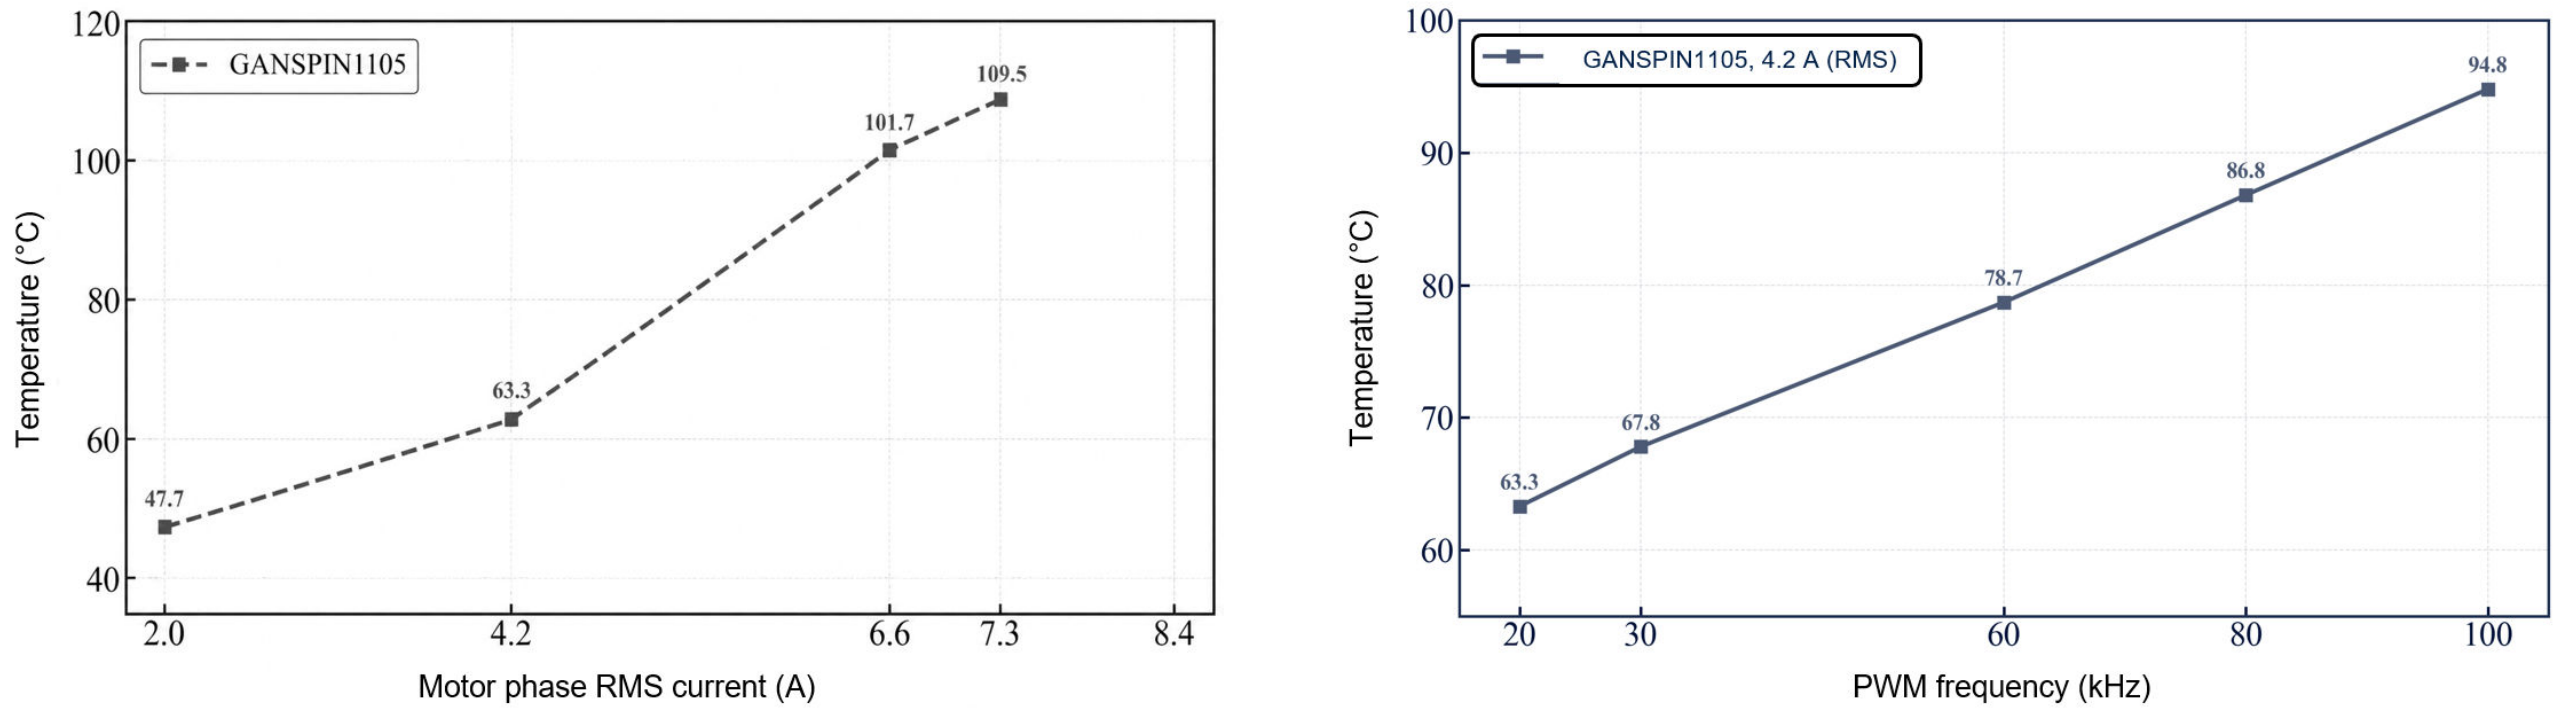 120
100
80
60
40
Temperature (°C)
GANSPIN1105
47.7
63.3
101.7
109.5
2.0 4.2 6.6 7.3 8.4
Motor phase RMS current (A)
100
90
80
70
60
Temperature (°C)
GANSPIN1105, 4.2 A (RMS)
63.3
67.8
78.7
86.8
94.8
20 30 60 80 100
PWM frequency (kHz)